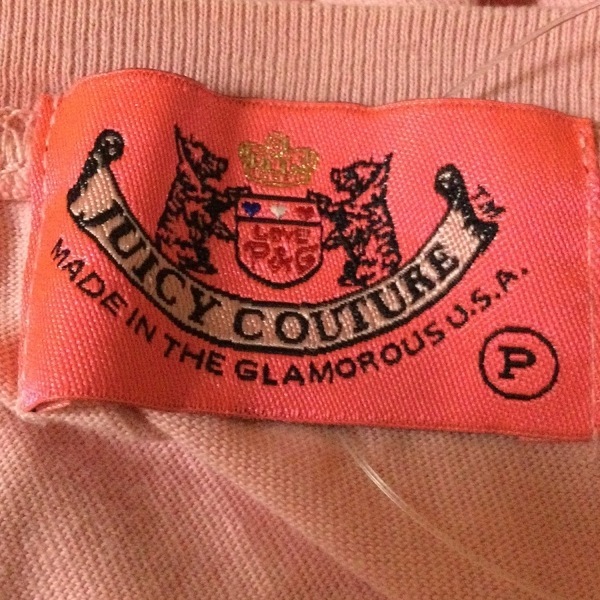 LOVE
P&G
JUICY COUTURE
TM
MADE IN THE GLAMOROUS U.S.A.
P